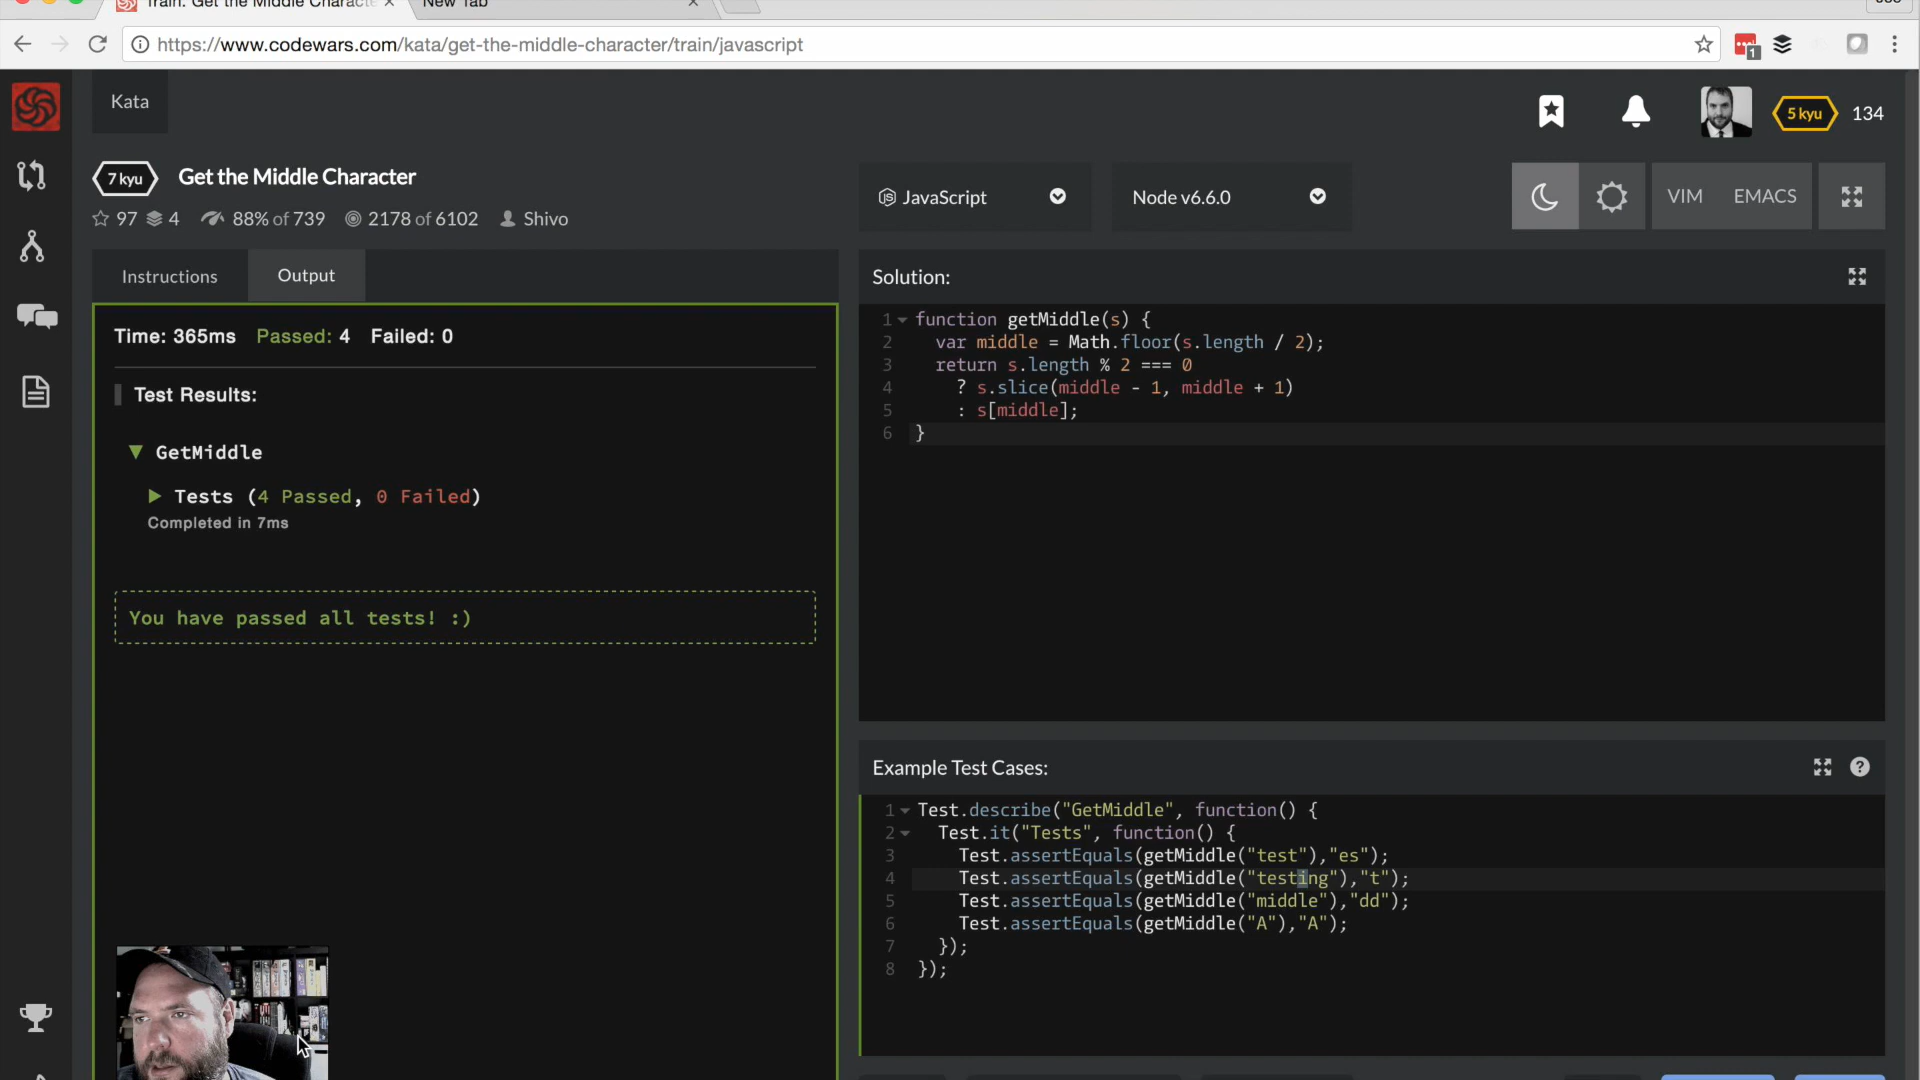 Train: Get the Middle Characte
New Tab
https://www.codewars.com/kata/get-the-middle-character/train/javascript
1
Kata
5 kyu
134
7 kyu
Get the Middle Character
97 4 88% of 739 2178 of 6102 Shivo
JavaScript
Node v6.6.0
VIM
EMACS
Instructions
Output
Time: 365ms Passed: 4 Failed: 0
Test Results:
GetMiddle
Tests (4 Passed, 0 Failed)
Completed in 7ms
You have passed all tests! :)
Solution:
1 function getMiddle(s) {
2 var middle = Math.floor(s.length / 2);
3 return s.length % 2 === 0
4 ? s.slice(middle - 1, middle + 1)
5 : s[middle];
6 }
Example Test Cases:
1 Test.describe("GetMiddle", function() {
2 Test.it("Tests", function() {
3 Test.assertEquals(getMiddle("test"),"es");
4 Test.assertEquals(getMiddle("testing"),"t");
5 Test.assertEquals(getMiddle("middle"),"dd");
6 Test.assertEquals(getMiddle("A"),"A");
7 });
8 });